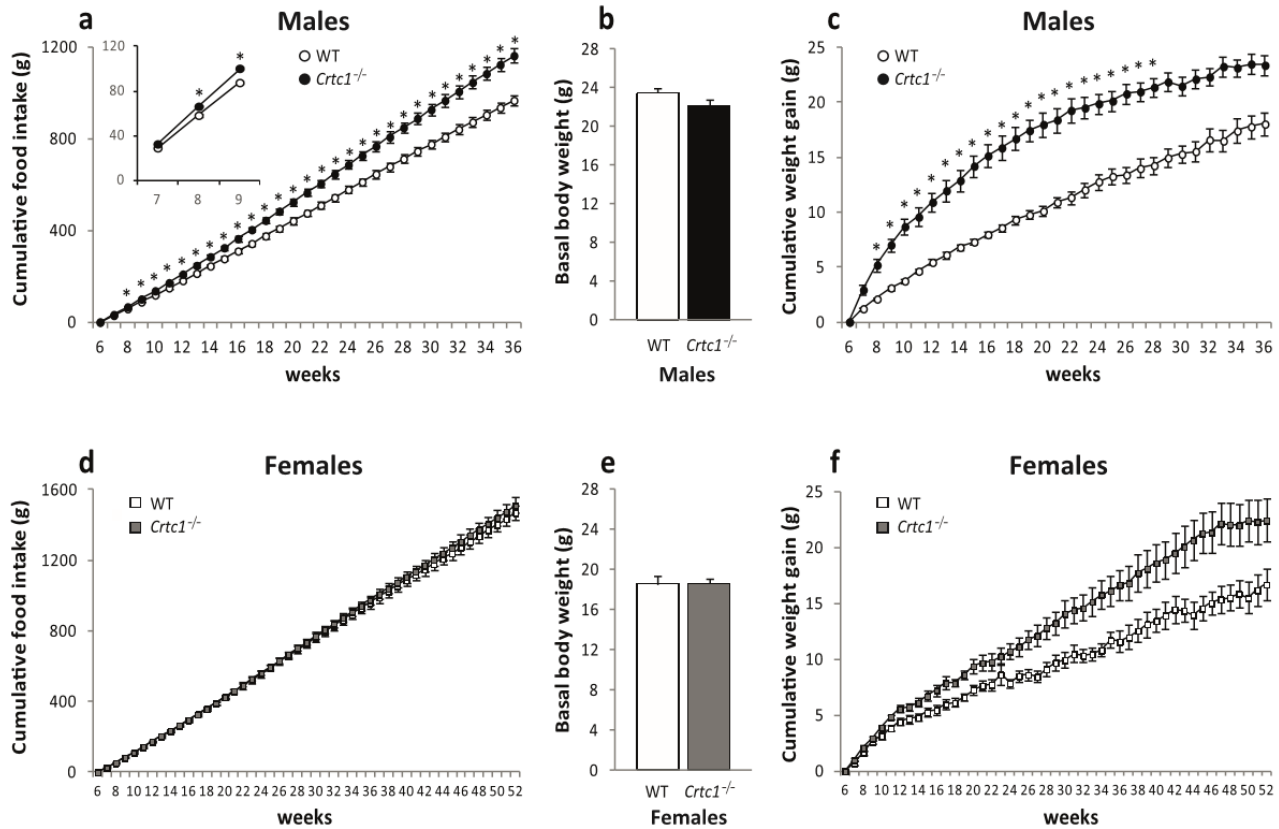 a
Males
Cumulative food intake (g)
1200
800
400
0
120
80
40
0
7 8 9
WT
Crtc1-/-
* * * * * * * * * * * * * * * * * * * * * * * * * * * * *
* *
6 8 10 12 14 16 18 20 22 24 26 28 30 32 34 36
weeks
b
Basal body weight (g)
28
24
20
16
12
8
4
0
WT Crtc1-/-
Males
c
Males
Cumulative weight gain (g)
25
20
15
10
5
0
WT
Crtc1-/-
* * * * * * * * * * * * * * * * * * * * *
6 8 10 12 14 16 18 20 22 24 26 28 30 32 34 36
weeks
d
Females
Cumulative food intake (g)
1600
1200
800
400
0
WT
Crtc1-/-
6 8 10 12 14 16 18 20 22 24 26 28 30 32 34 36 38 40 42 44 46 48 50 52
weeks
e
Basal body weight (g)
28
24
20
16
12
8
4
0
WT Crtc1-/-
Females
f
Females
Cumulative weight gain (g)
25
20
15
10
5
0
WT
Crtc1-/-
6 8 10 12 14 16 18 20 22 24 26 28 30 32 34 36 38 40 42 44 46 48 50 52
weeks